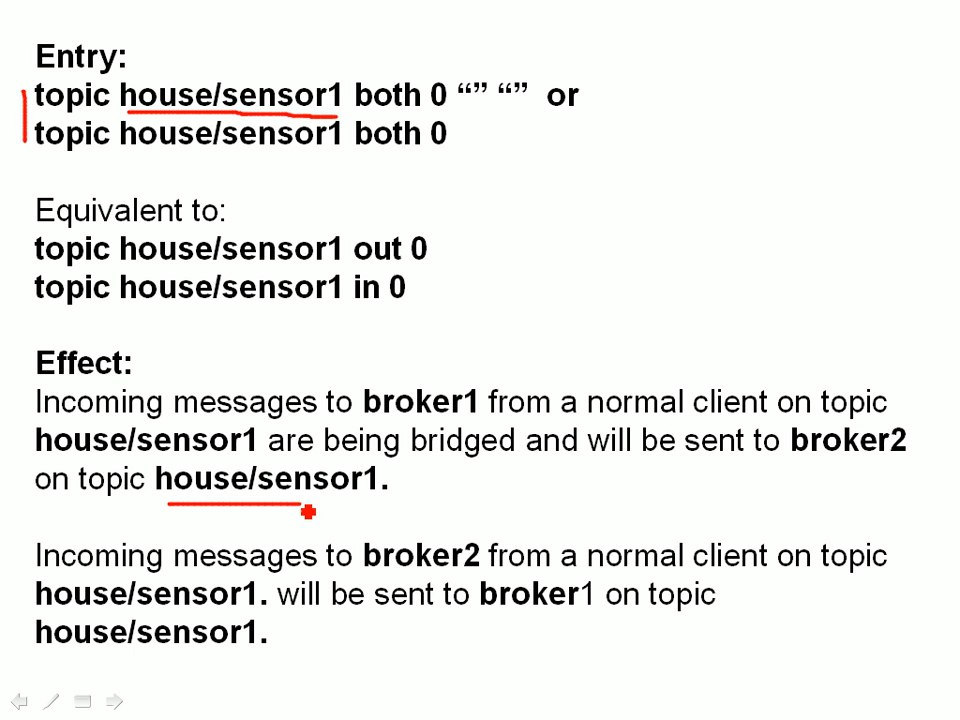 Entry:
topic house/sensor1 both 0 “” “”  or
topic house/sensor1 both 0
Equivalent to:
topic house/sensor1 out 0
topic house/sensor1 in 0
Effect:
Incoming messages to broker1 from a normal client on topic
house/sensor1 are being bridged and will be sent to broker2
on topic house/sensor1.
Incoming messages to broker2 from a normal client on topic
house/sensor1. will be sent to broker1 on topic
house/sensor1.